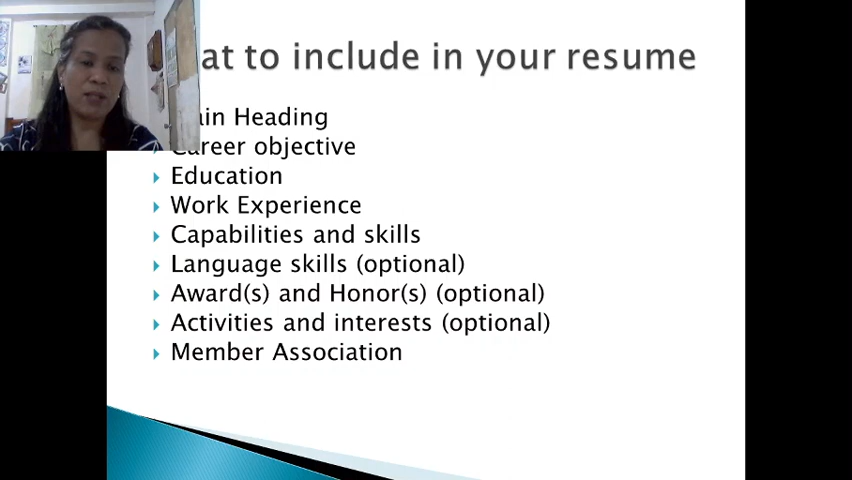 at to include in your resume
ain Heading
Career objective
Education
Work Experience
Capabilities and skills
Language skills (optional)
Award(s) and Honor(s) (optional)
Activities and interests (optional)
Member Association